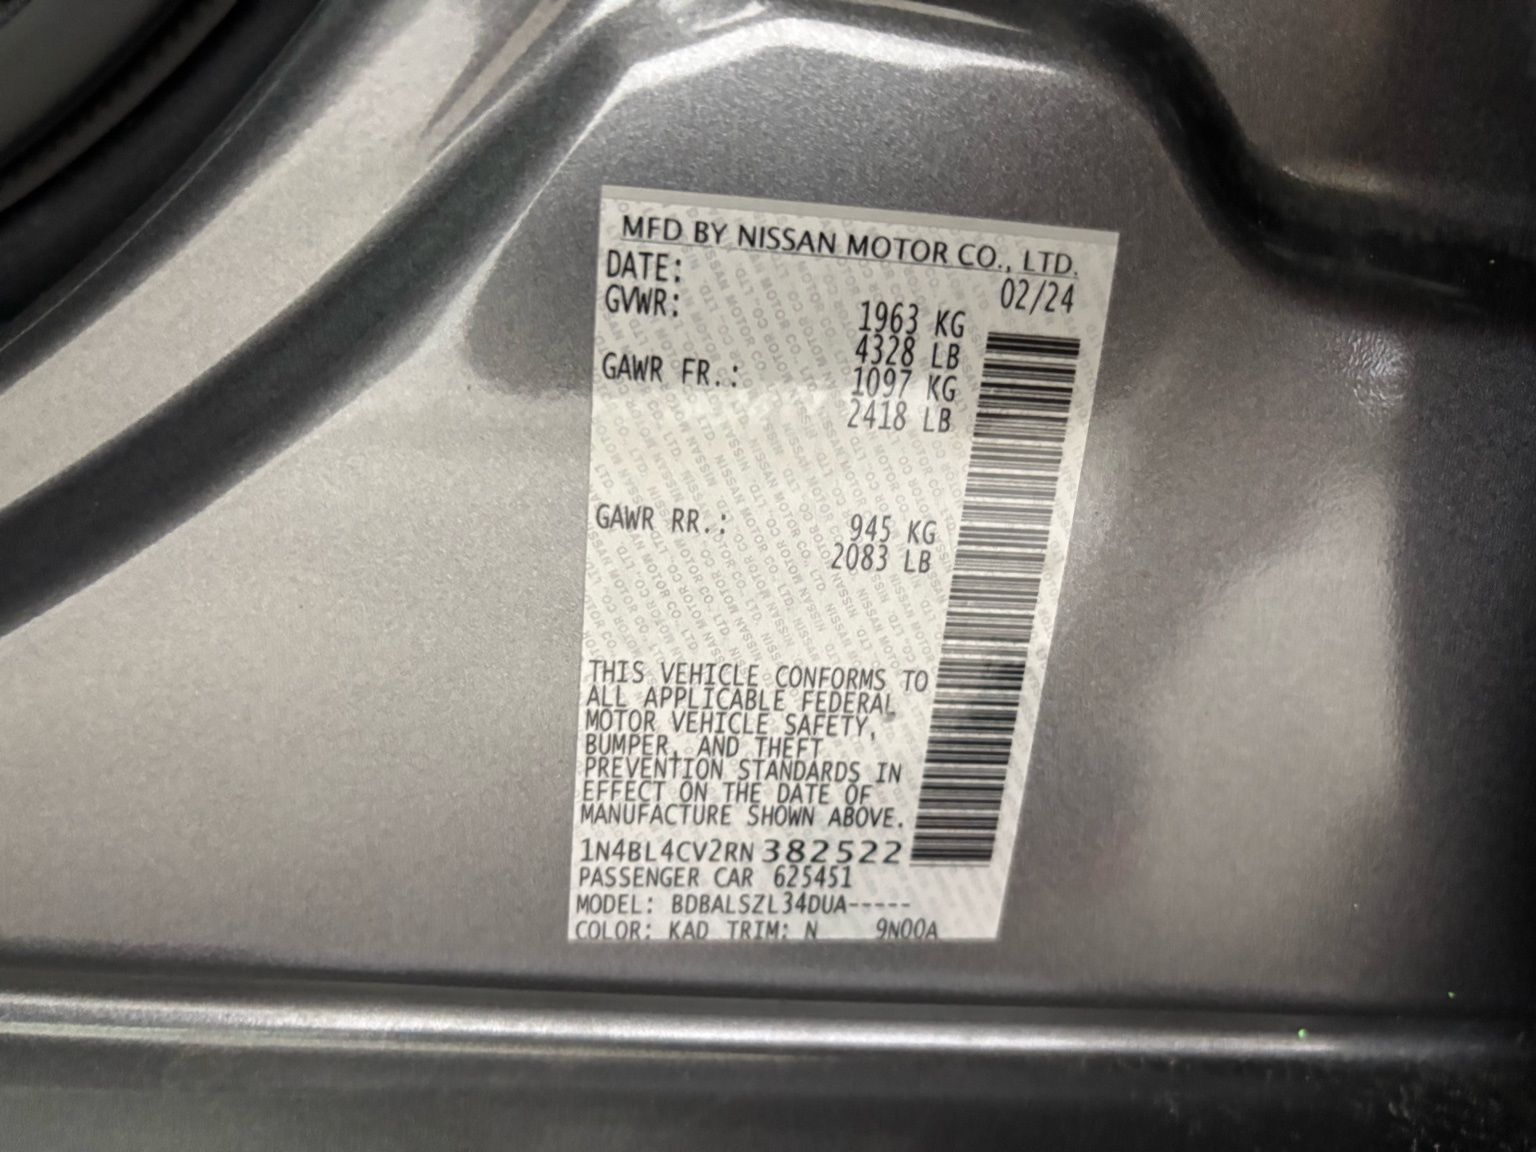 MFD BY NISSAN MOTOR CO., LTD.
DATE: 02/24
GVWR: 1963 KG
4328 LB
GAWR FR.: 1097 KG
2418 LB
GAWR RR.: 945 KG
2083 LB
THIS VEHICLE CONFORMS TO
ALL APPLICABLE FEDERAL
MOTOR VEHICLE SAFETY,
BUMPER, AND THEFT
PREVENTION STANDARDS IN
EFFECT ON THE DATE OF
MANUFACTURE SHOWN ABOVE.
1N4BL4CV2RN382522
PASSENGER CAR 625451
MODEL: BDBALSZL34DUA-----
COLOR: KAD TRIM: N 9N00A